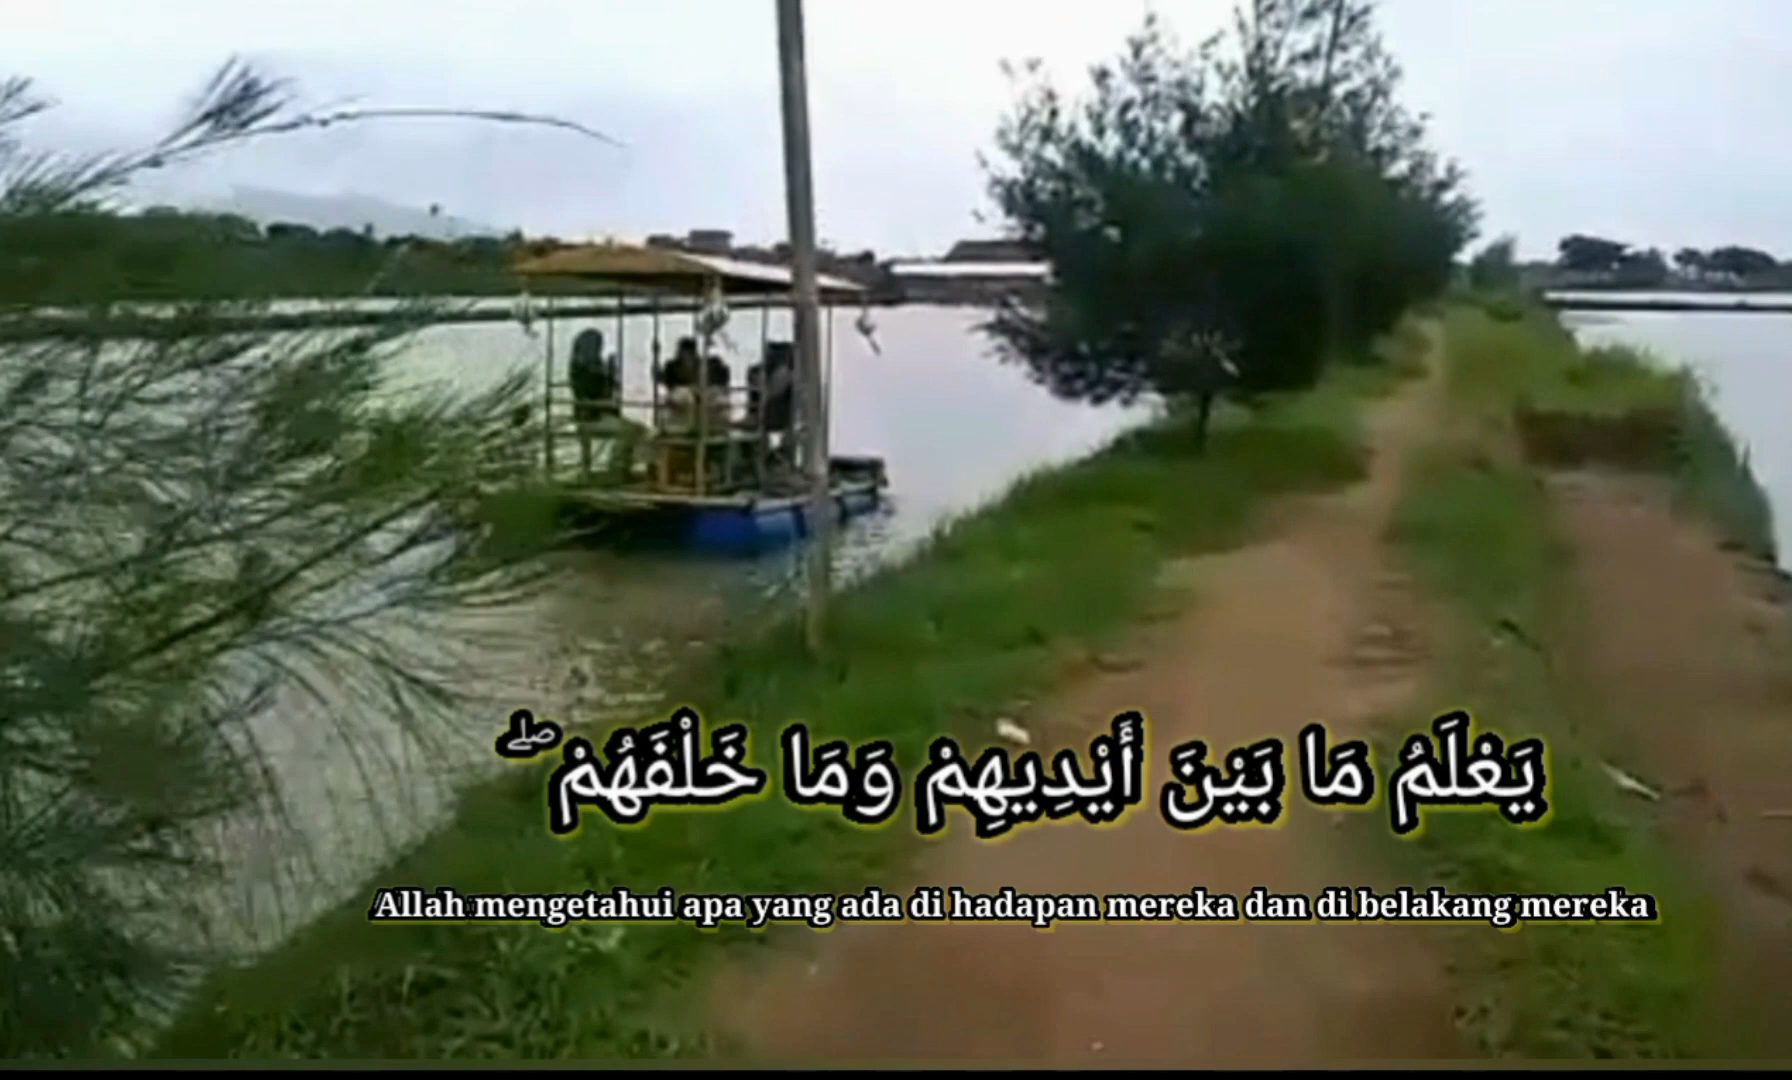 يَعْلَمُ مَا بَيْنَ أَيْدِيهِمْ وَمَا خَلْفَهُمْ ۖ
Allah mengetahui apa yang ada di hadapan mereka dan di belakang mereka